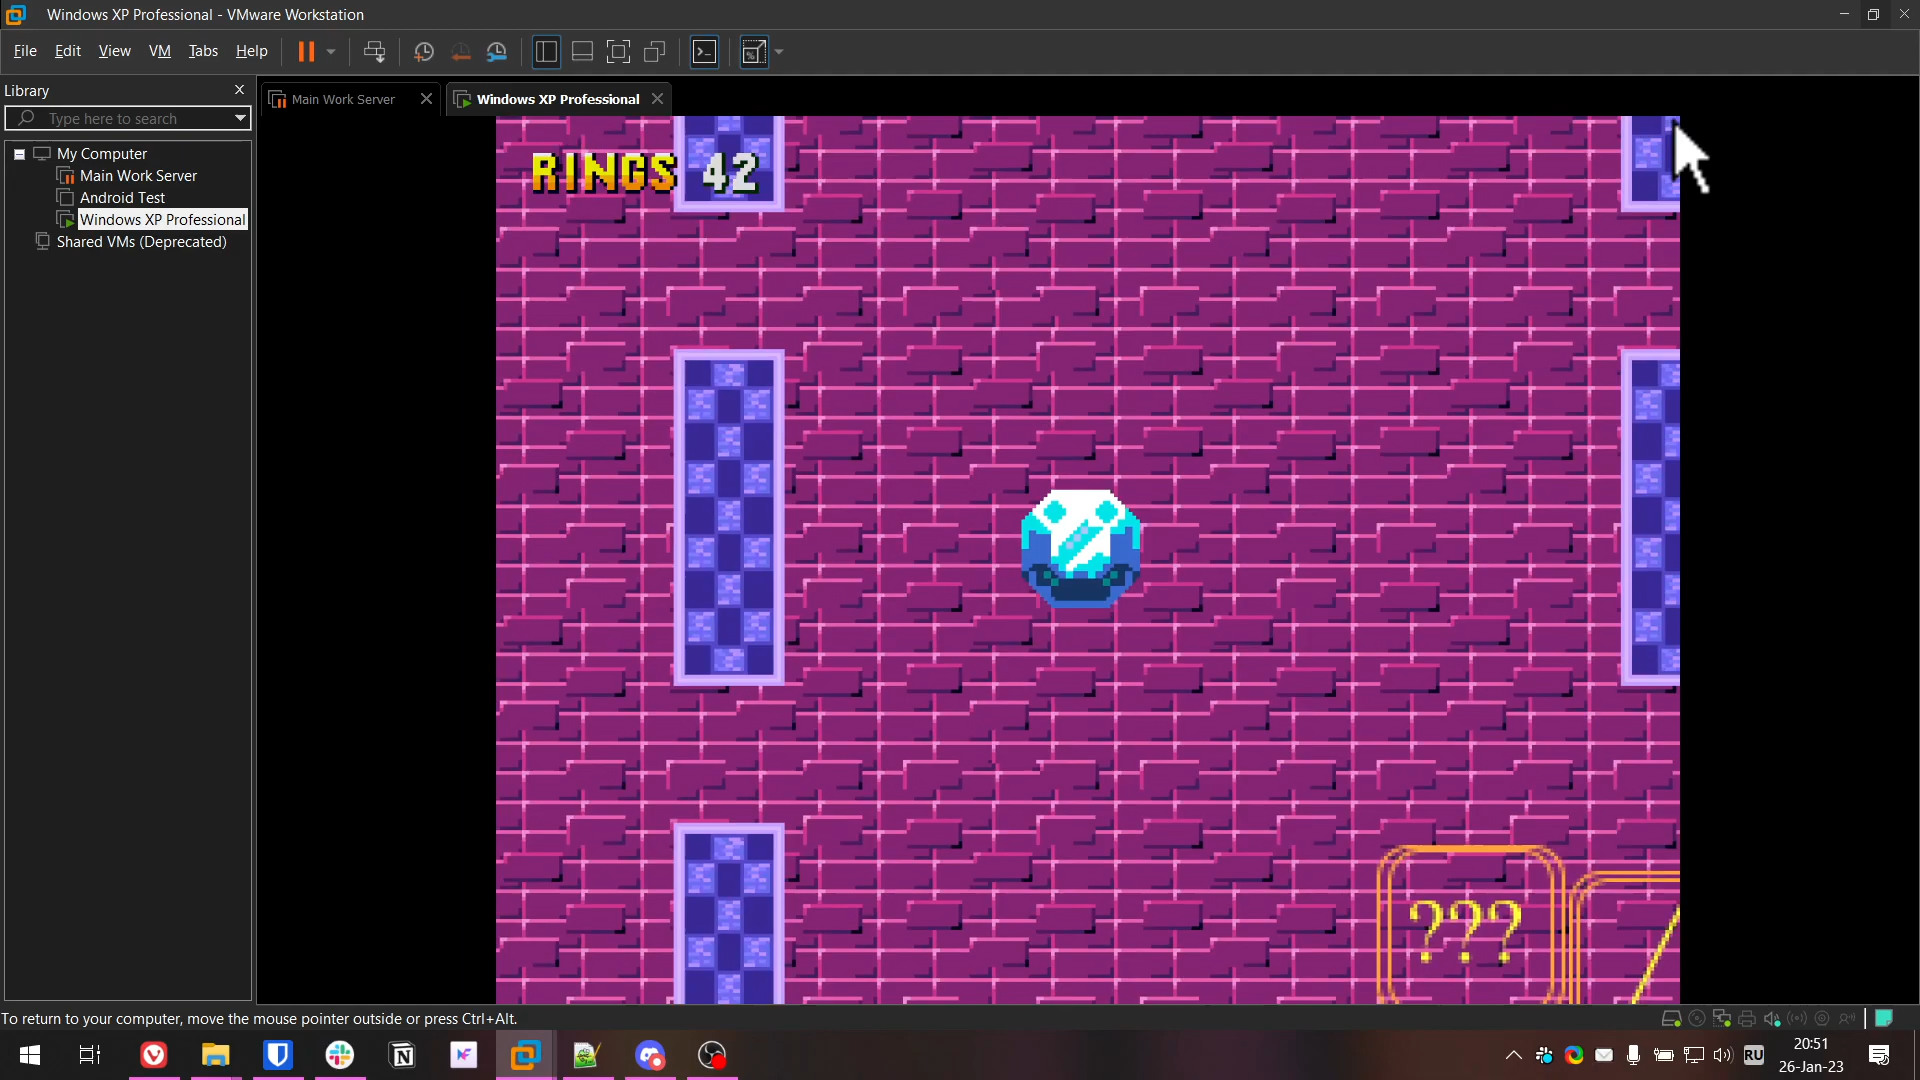 Windows XP Professional - VMware Workstation
File Edit View VM Tabs Help
Library
Type here to search
My Computer
Main Work Server
Android Test
Windows XP Professional
Shared VMs (Deprecated)
Main Work Server
Windows XP Professional
RINGS 42
???
To return to your computer, move the mouse pointer outside or press Ctrl+Alt.
RU
20:51
26-Jan-23